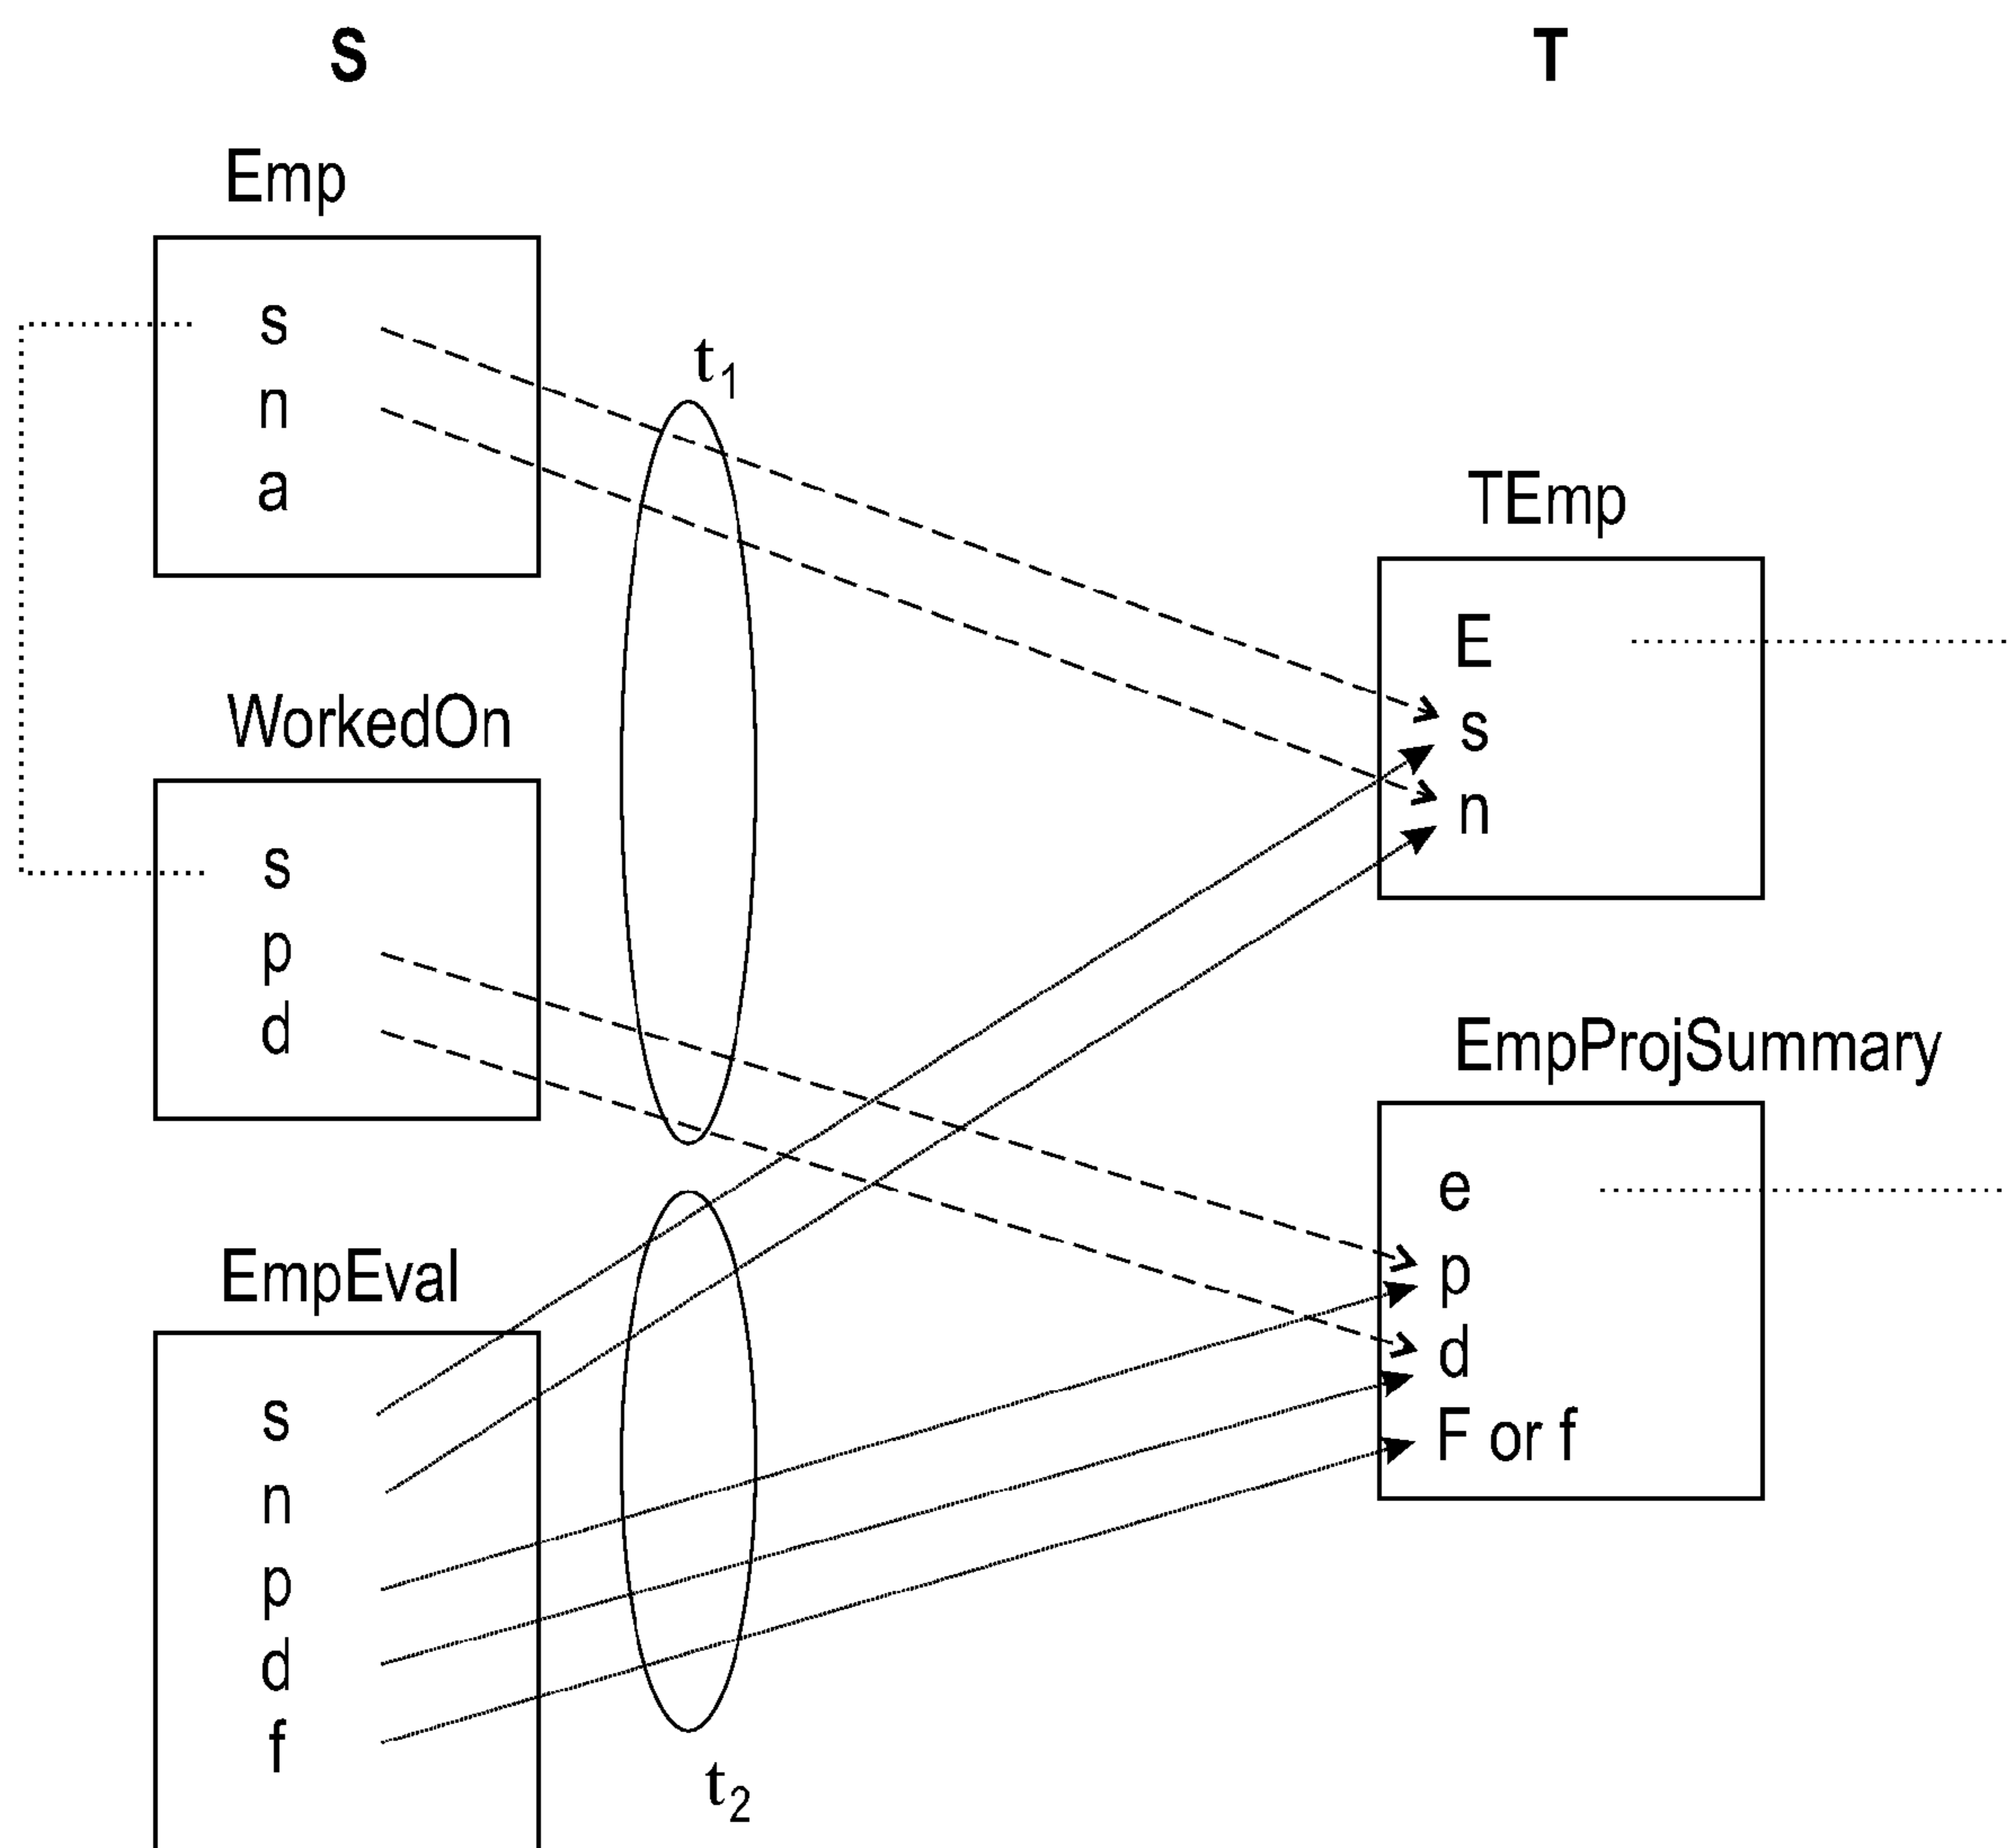 S
T
Emp
s
n
a
t1
TEmp
E
s
n
WorkedOn
s
p
d
EmpProjSummary
e
p
d
F or f
EmpEval
s
n
p
d
f
t2